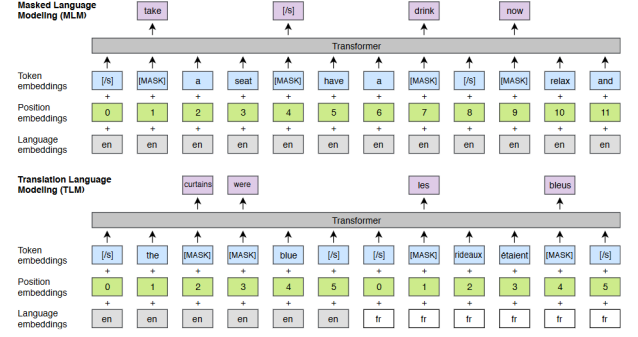 Masked Language
Modeling (MLM)
take [/s] drink now
Transformer
Token
embeddings
[/s] [MASK] a seat [MASK] have a [MASK] [/s] [MASK] relax and
+ + + + + + + + + + + +
Position
embeddings
0 1 2 3 4 5 6 7 8 9 10 11
+ + + + + + + + + + + +
Language
embeddings
en en en en en en en en en en en en
Translation Language
Modeling (TLM)
curtains were les bleus
Transformer
Token
embeddings
[/s] the [MASK] [MASK] blue [/s] [/s] [MASK] rideaux étaient [MASK] [/s]
+ + + + + + + + + + + +
Position
embeddings
0 1 2 3 4 5 0 1 2 3 4 5
+ + + + + + + + + + + +
Language
embeddings
en en en en en en fr fr fr fr fr fr